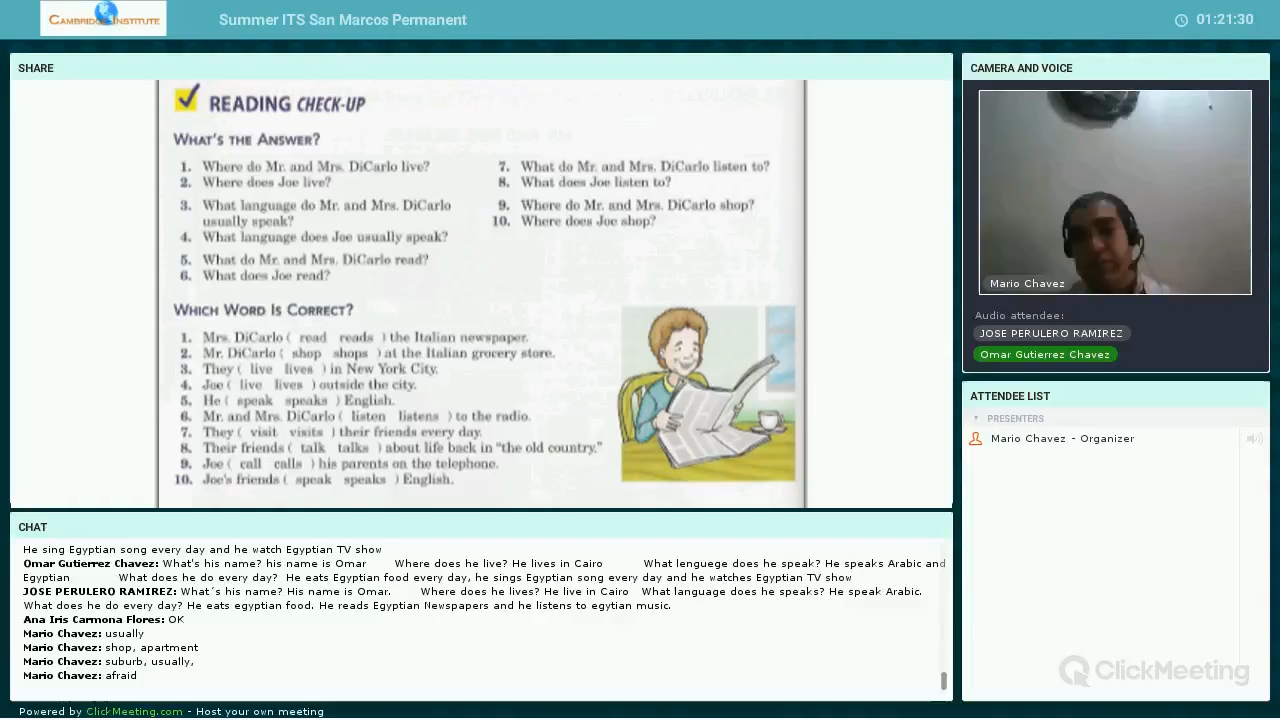 CAMBRIDGE INSTITUTE
Summer ITS San Marcos Permanent
01:21:30
SHARE
READING CHECK-UP
WHAT'S THE ANSWER?
1. Where do Mr. and Mrs. DiCarlo live?
2. Where does Joe live?
3. What language do Mr. and Mrs. DiCarlo
usually speak?
4. What language does Joe usually speak?
5. What do Mr. and Mrs. DiCarlo read?
6. What does Joe read?
7. What do Mr. and Mrs. DiCarlo listen to?
8. What does Joe listen to?
9. Where do Mr. and Mrs. DiCarlo shop?
10. Where does Joe shop?
WHICH WORD IS CORRECT?
1. Mrs. DiCarlo ( read reads ) the Italian newspaper.
2. Mr. DiCarlo ( shop shops ) at the Italian grocery store.
3. They ( live lives ) in New York City.
4. Joe ( live lives ) outside the city.
5. He ( speak speaks ) English.
6. Mr. and Mrs. DiCarlo ( listen listens ) to the radio.
7. They ( visit visits ) their friends every day.
8. Their friends ( talk talks ) about life back in "the old country."
9. Joe ( call calls ) his parents on the telephone.
10. Joe's friends ( speak speaks ) English.
CHAT
He sing Egyptian song every day and he watch Egyptian TV show
Omar Gutierrez Chavez: What's his name? his name is Omar Where does he live? He lives in Cairo What lenguege does he speak? He speaks Arabic and
Egyptian What does he do every day? He eats Egyptian food every day, he sings Egyptian song every day and he watches Egyptian TV show
JOSE PERULERO RAMIREZ: What´s his name? His name is Omar. Where does he lives? He live in Cairo What language does he speaks? He speak Arabic.
What does he do every day? He eats egyptian food. He reads Egyptian Newspapers and he listens to egytian music.
Ana Iris Carmona Flores: OK
Mario Chavez: usually
Mario Chavez: shop, apartment
Mario Chavez: suburb, usually,
Mario Chavez: afraid
CAMERA AND VOICE
Mario Chavez
Audio attendee:
JOSE PERULERO RAMIREZ
Omar Gutierrez Chavez
ATTENDEE LIST
PRESENTERS
Mario Chavez - Organizer
ClickMeeting
Powered by ClickMeeting.com - Host your own meeting